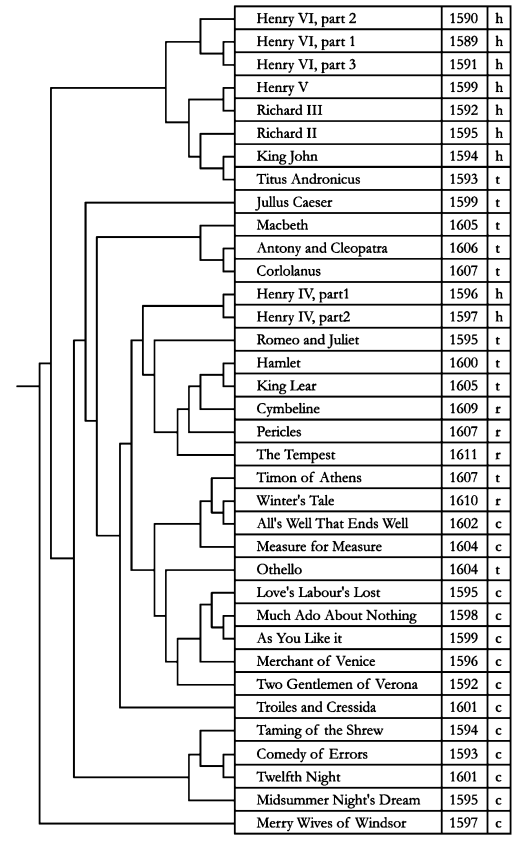 Henry VI, part 2 1590 h
Henry VI, part 1 1589 h
Henry VI, part 3 1591 h
Henry V 1599 h
Richard III 1592 h
Richard II 1595 h
King John 1594 h
Titus Andronicus 1593 t
Jullus Caeser 1599 t
Macbeth 1605 t
Antony and Cleopatra 1606 t
Corlolanus 1607 t
Henry IV, part1 1596 h
Henry IV, part2 1597 h
Romeo and Juliet 1595 t
Hamlet 1600 t
King Lear 1605 t
Cymbeline 1609 r
Pericles 1607 r
The Tempest 1611 r
Timon of Athens 1607 t
Winter's Tale 1610 r
All's Well That Ends Well 1602 c
Measure for Measure 1604 c
Othello 1604 t
Love's Labour's Lost 1595 c
Much Ado About Nothing 1598 c
As You Like it 1599 c
Merchant of Venice 1596 c
Two Gentlemen of Verona 1592 c
Troiles and Cressida 1601 c
Taming of the Shrew 1594 c
Comedy of Errors 1593 c
Twelfth Night 1601 c
Midsummer Night's Dream 1595 c
Merry Wives of Windsor 1597 c